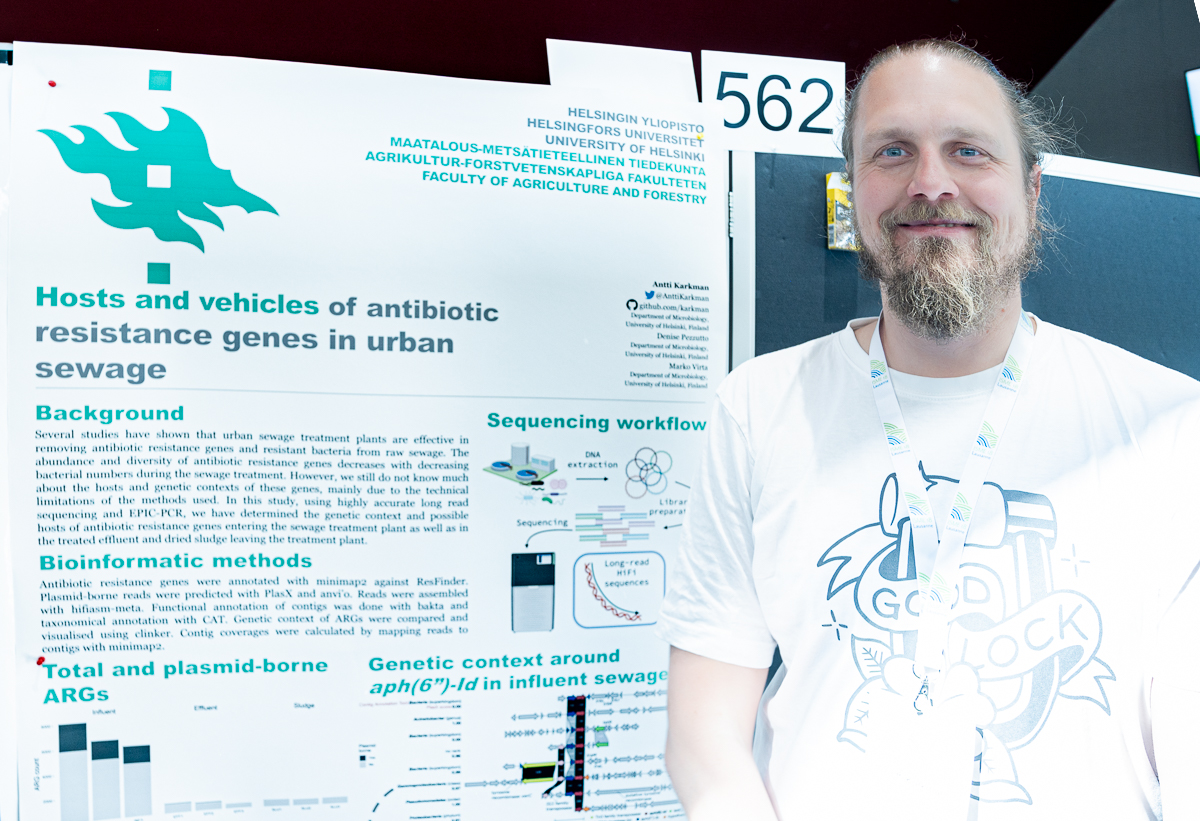 562
HELSINGIN YLIOPISTO
HELSINGFORS UNIVERSITET
UNIVERSITY OF HELSINKI
MAATALOUS-METSÄTIETEELLINEN TIEDEKUNTA
AGRIKULTUR-FORSTVETENSKAPLIGA FAKULTETEN
FACULTY OF AGRICULTURE AND FORESTRY
Hosts and vehicles of antibiotic
resistance genes in urban
sewage
Antti Karkman
@AnttiKarkman
github.com/karkman
Department of Microbiology,
University of Helsinki, Finland
Denise Pezzutto
Department of Microbiology,
University of Helsinki, Finland
Marko Virta
Department of Microbiology,
University of Helsinki, Finland
Background
Several studies have shown that urban sewage treatment plants are effective in
removing antibiotic resistance genes and resistant bacteria from raw sewage. The
abundance and diversity of antibiotic resistance genes decreases with decreasing
bacterial numbers during the sewage treatment. However, we still do not know much
about the hosts and genetic contexts of these genes, mainly due to the technical
limitations of the methods used. In this study, using highly accurate long read
sequencing and EPIC-PCR, we have determined the genetic context and possible
hosts of antibiotic resistance genes entering the sewage treatment plant as well as in
the treated effluent and dried sludge leaving the treatment plant.
Bioinformatic methods
Antibiotic resistance genes were annotated with minimap2 against ResFinder.
Plasmid-borne reads were predicted with PlasX and anvi'o. Reads were assembled
with hifiasm-meta. Functional annotation of contigs was done with bakta and
taxonomical annotation with CAT. Genetic context of ARGs were compared and
visualised using clinker. Contig coverages were calculated by mapping reads to
contigs with minimap2.
Sequencing workflow
DNA
extraction
Librar
preparat
Sequencing
Long-read
HiFi
sequences
Total and plasmid-borne
ARGs
Influent
Effluent
Sludge
Genetic context around
aph(6")-Id in influent sewage
GOOD
LOCK